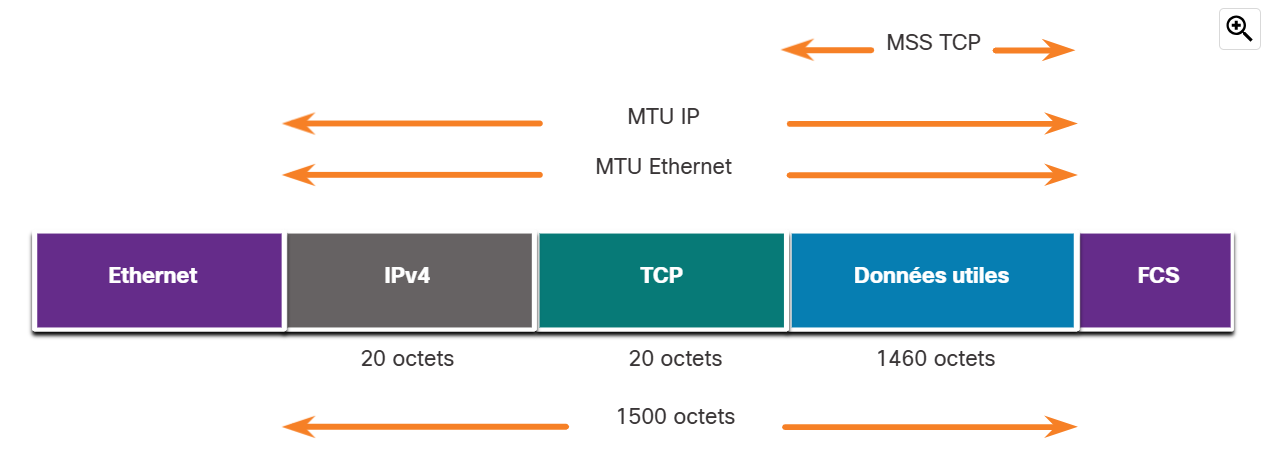 MSS TCP
MTU IP
MTU Ethernet
Ethernet
IPv4
TCP
Données utiles
FCS
20 octets
20 octets
1460 octets
1500 octets